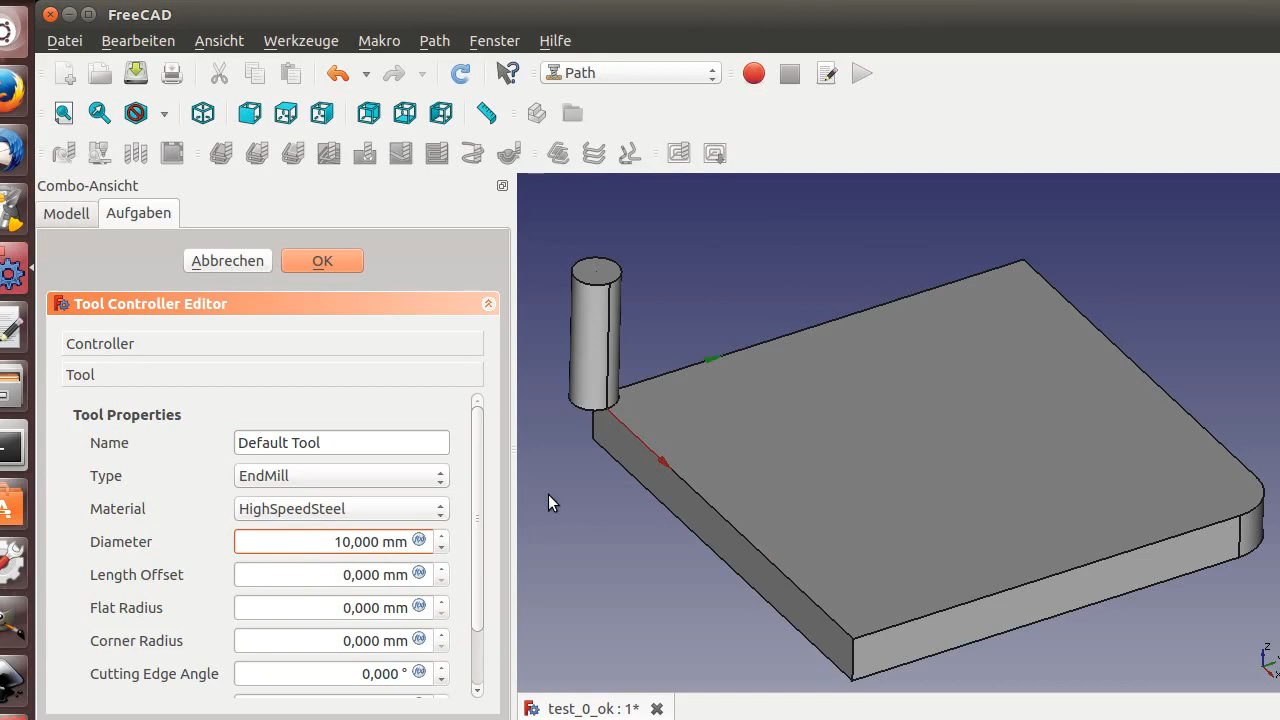 FreeCAD
Datei Bearbeiten Ansicht Werkzeuge Makro Path Fenster Hilfe
Path
Combo-Ansicht
Modell Aufgaben
Abbrechen OK
Tool Controller Editor
Controller
Tool
Tool Properties
Name Default Tool
Type EndMill
Material HighSpeedSteel
Diameter 10,000 mm
Length Offset 0,000 mm
Flat Radius 0,000 mm
Corner Radius 0,000 mm
Cutting Edge Angle 0,000 °
z
test_0_ok : 1*